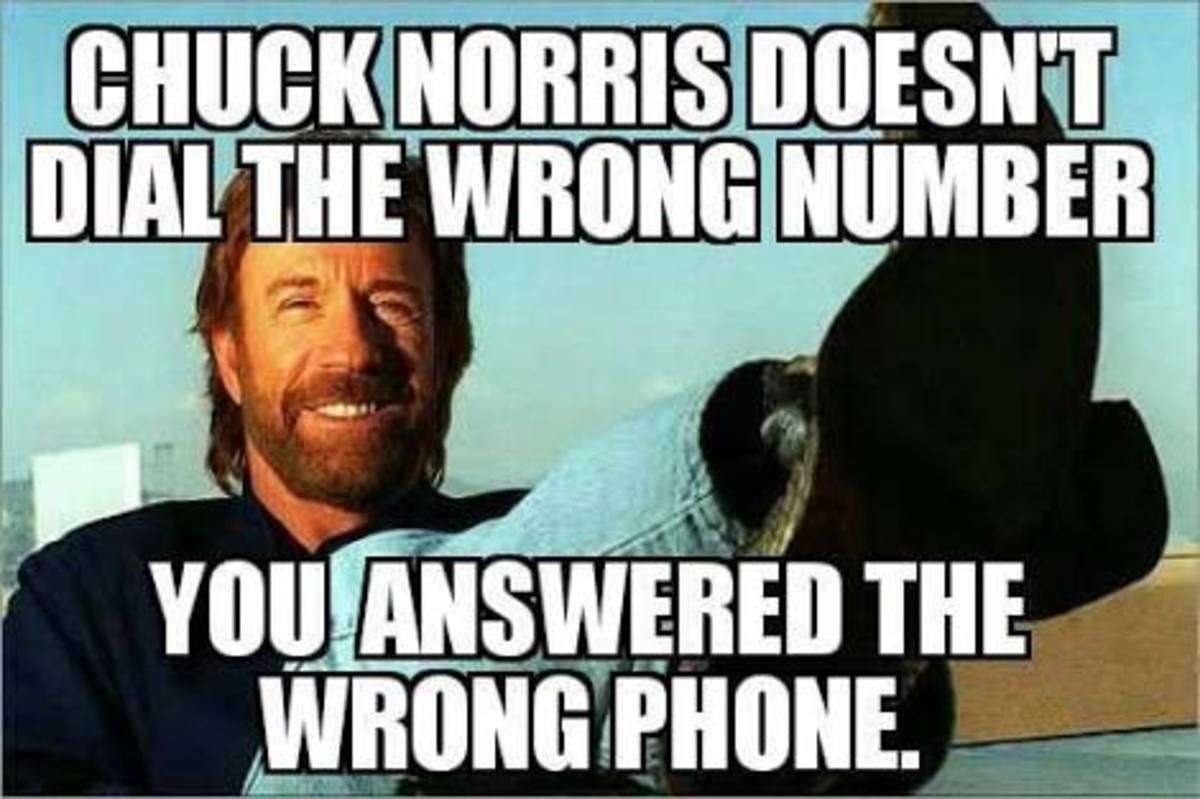 CHUCK NORRIS DOESN'T
DIAL THE WRONG NUMBER
YOU ANSWERED THE
WRONG PHONE.